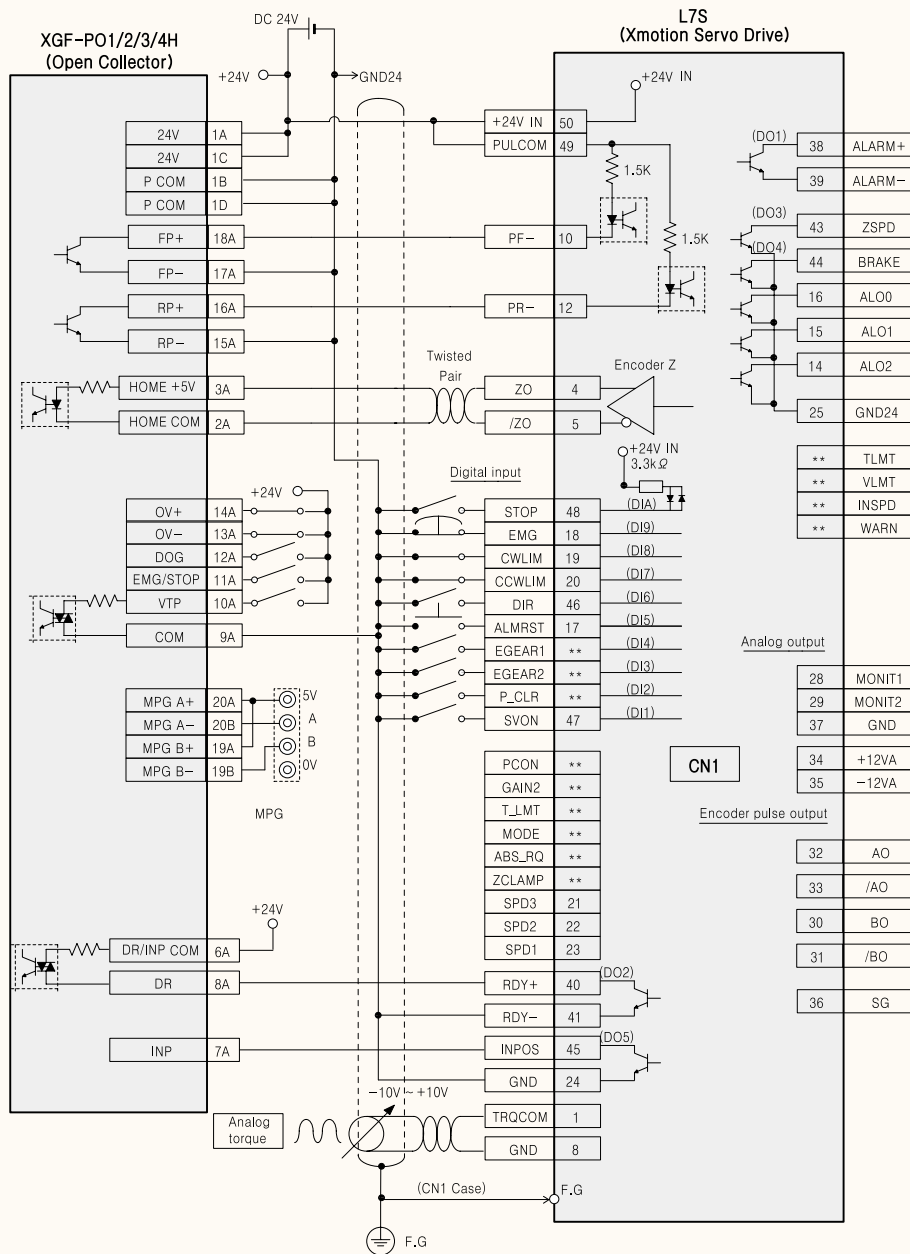 DC 24V
XGF-PO1/2/3/4H
(Open Collector)
L7S
(Xmotion Servo Drive)
+24V
GND24
+24V IN
24V 1A
24V 1C
P COM 1B
P COM 1D
FP+ 18A
FP- 17A
RP+ 16A
RP- 15A
HOME +5V 3A
HOME COM 2A
+24V
OV+ 14A
OV- 13A
DOG 12A
EMG/STOP 11A
VTP 10A
COM 9A
MPG A+ 20A
MPG A- 20B
MPG B+ 19A
MPG B- 19B
5V
A
B
0V
MPG
+24V
DR/INP COM 6A
DR 8A
INP 7A
Analog
torque
-10V ~ +10V
Twisted
Pair
Digital input
+24V IN 50
PULCOM 49
1.5K
1.5K
PF- 10
PR- 12
Encoder Z
ZO 4
/ZO 5
+24V IN
3.3kΩ
STOP 48 (DIA)
EMG 18 (DI9)
CWLIM 19 (DI8)
CCWLIM 20 (DI7)
DIR 46 (DI6)
ALMRST 17 (DI5)
EGEAR1 ** (DI4)
EGEAR2 ** (DI3)
P_CLR ** (DI2)
SVON 47 (DI1)
PCON **
GAIN2 **
T_LMT **
MODE **
ABS_RQ **
ZCLAMP **
SPD3 21
SPD2 22
SPD1 23
RDY+ 40 (DO2)
RDY- 41
INPOS 45 (DO5)
GND 24
TRQCOM 1
GND 8
(CN1 Case)
F.G
F.G
CN1
(DO1) 38 ALARM+
39 ALARM-
(DO3) 43 ZSPD
(DO4) 44 BRAKE
16 ALO0
15 ALO1
14 ALO2
25 GND24
** TLMT
** VLMT
** INSPD
** WARN
Analog output
28 MONIT1
29 MONIT2
37 GND
34 +12VA
35 -12VA
Encoder pulse output
32 AO
33 /AO
30 BO
31 /BO
36 SG